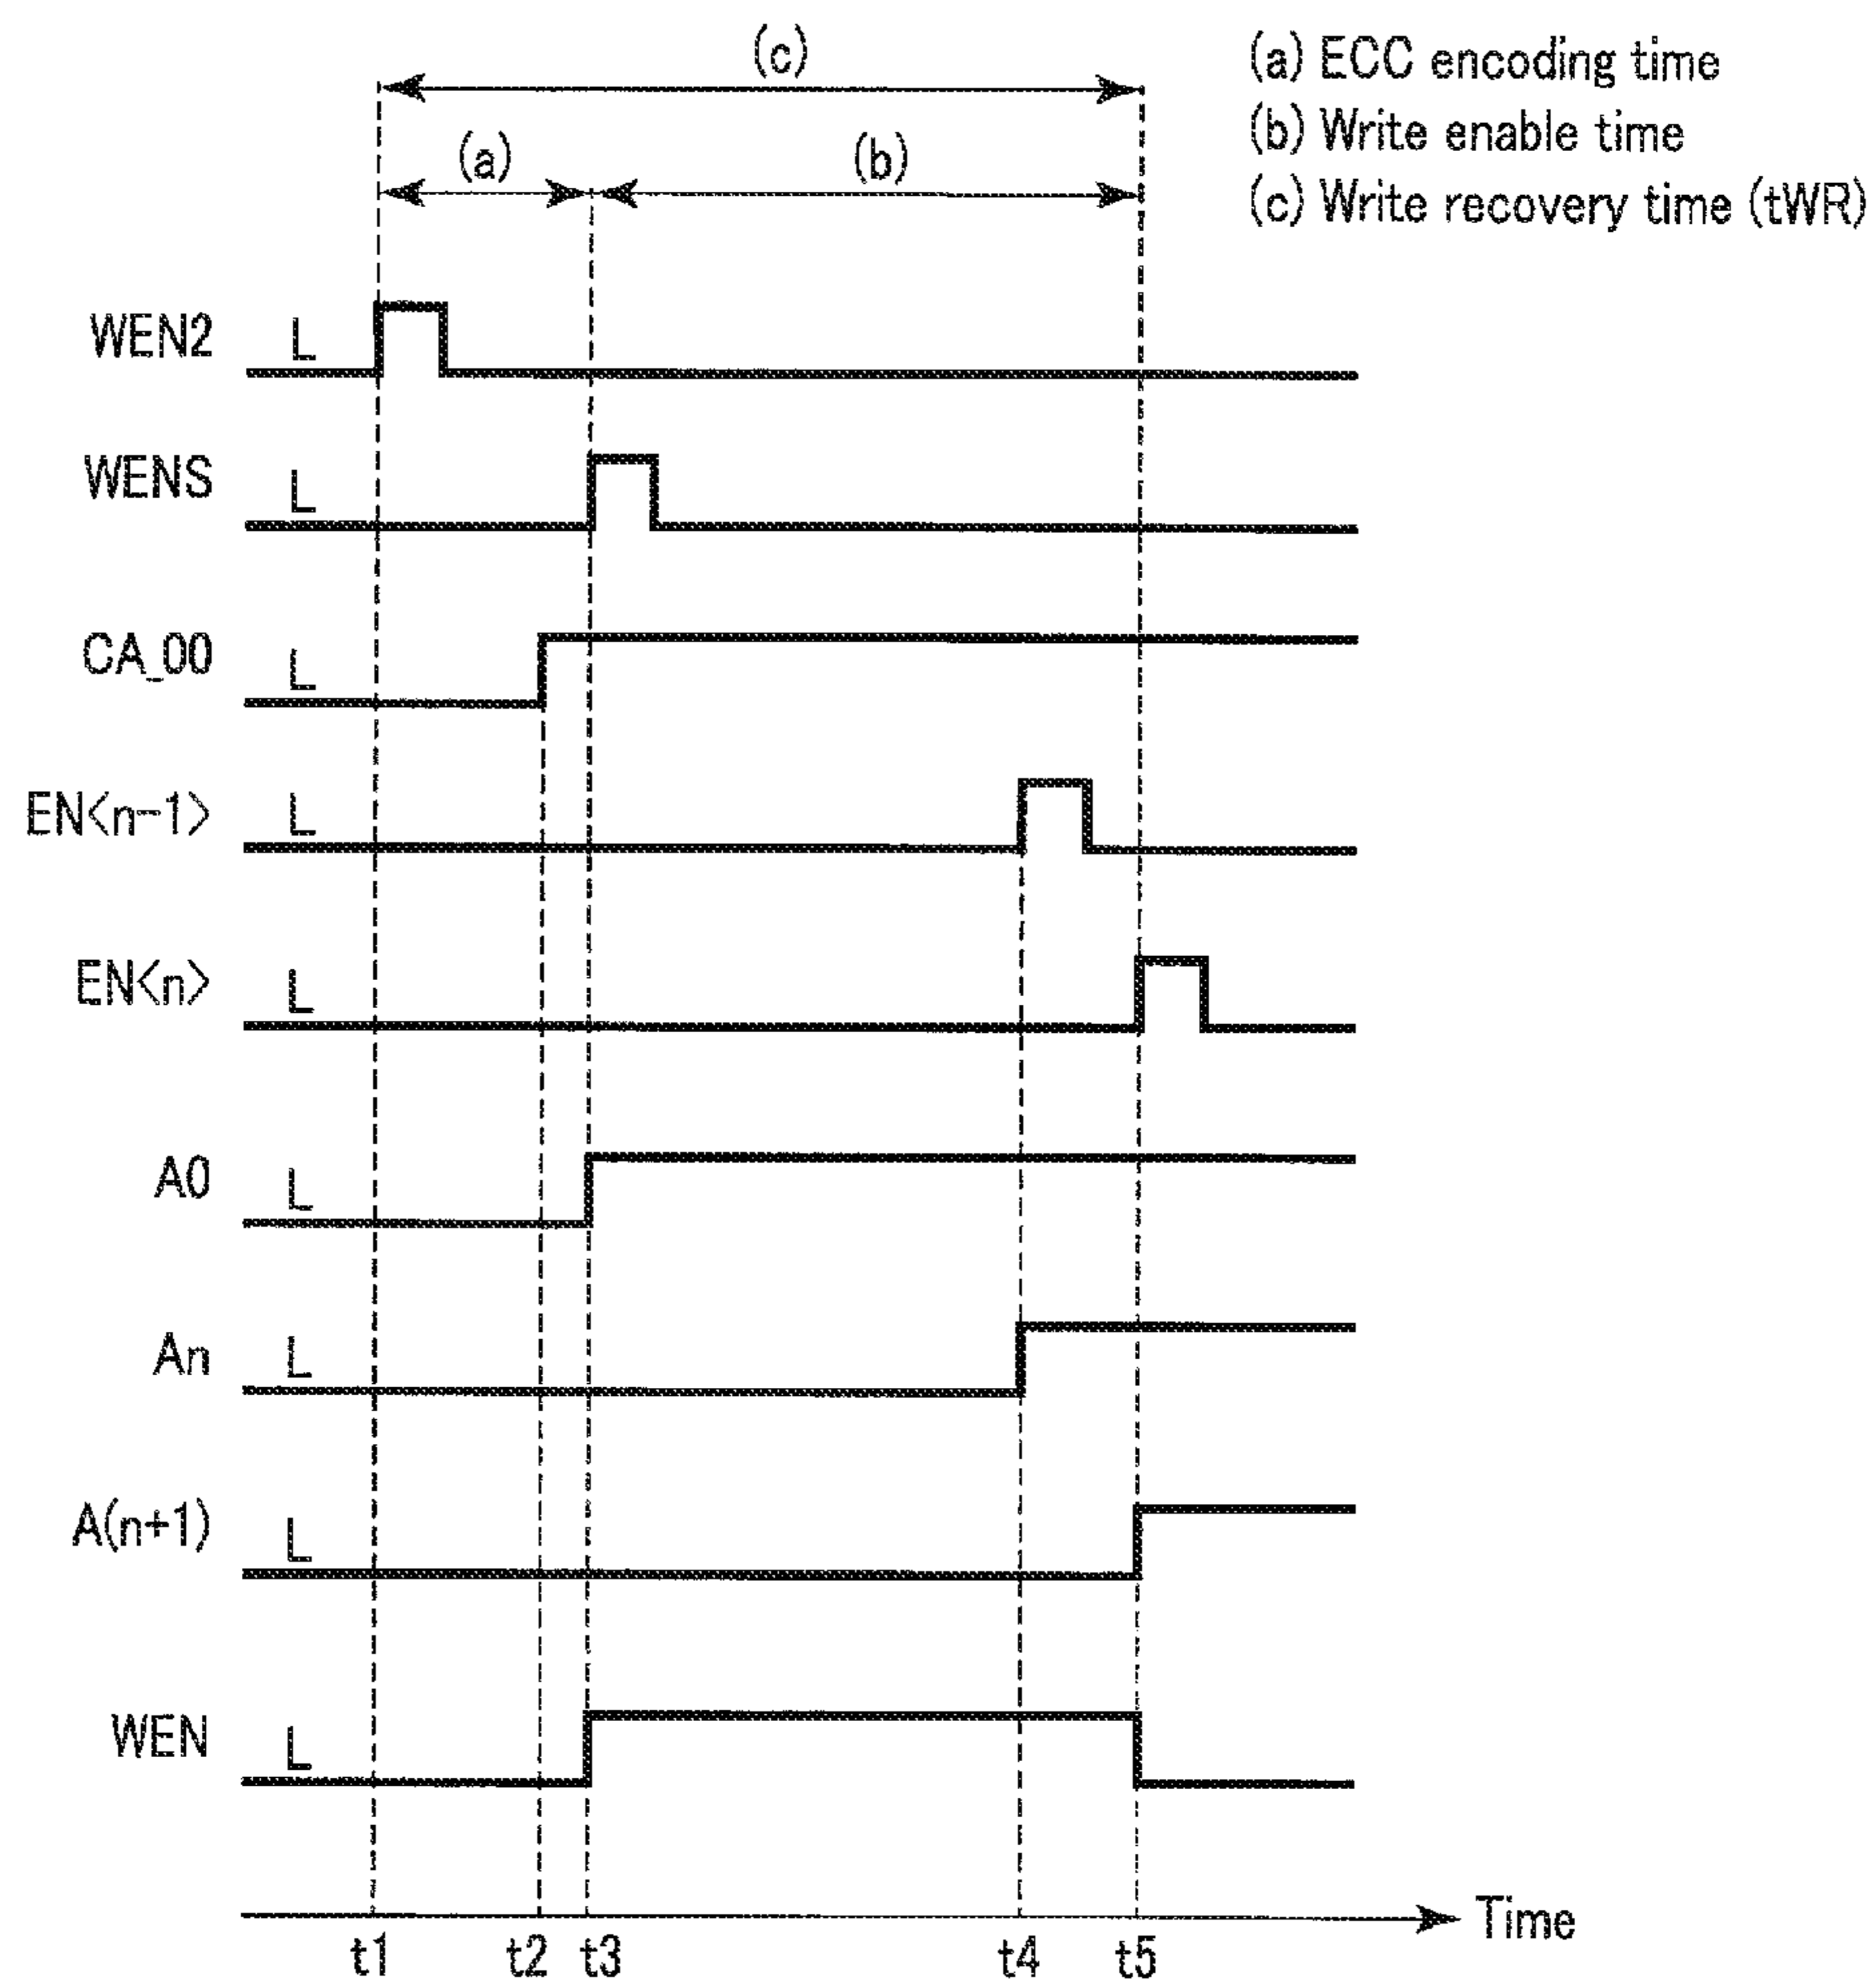 (c)
(a) ECC encoding time
(b) Write enable time
(c) Write recovery time (tWR)
(a)
(b)
WEN2 L
WENS L
CA_00 L
EN<n-1> L
EN<n> L
A0 L
An L
A(n+1) L
WEN L
Time
t1 t2 t3 t4 t5